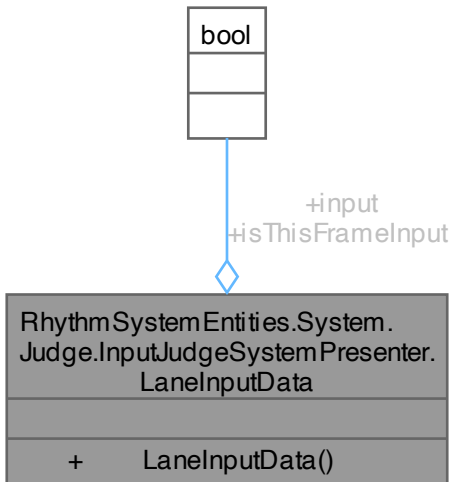 bool
+input
+isThisFrameInput
RhythmSystemEntities.System.
Judge.InputJudgeSystemPresenter.
LaneInputData
+ LaneInputData()